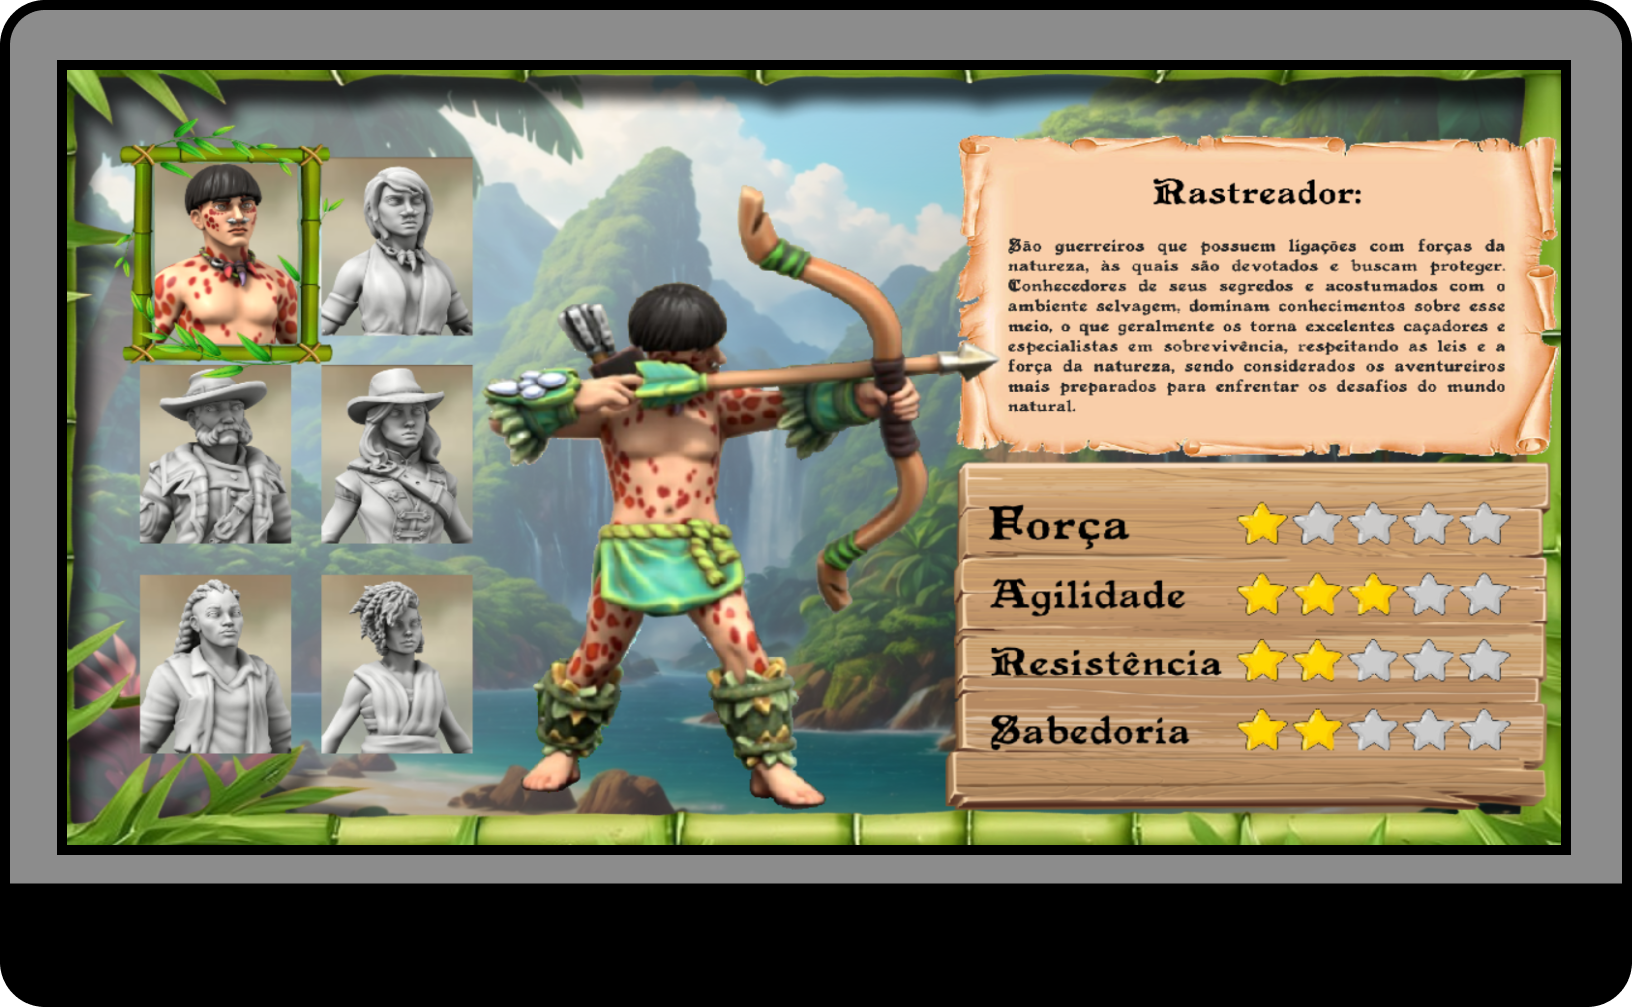 Rastreador:
São guerreiros que possuem ligações com forças da
natureza, às quais são devotados e buscam proteger.
Conhecedores de seus segredos e acostumados com o
ambiente selvagem, dominam conhecimentos sobre esse
meio, o que geralmente os torna excelentes caçadores e
especialistas em sobrevivência, respeitando as leis e a
força da natureza, sendo considerados os aventureiros
mais preparados para enfrentar os desafios do mundo
natural.
Força
Agilidade
Resistência
Sabedoria